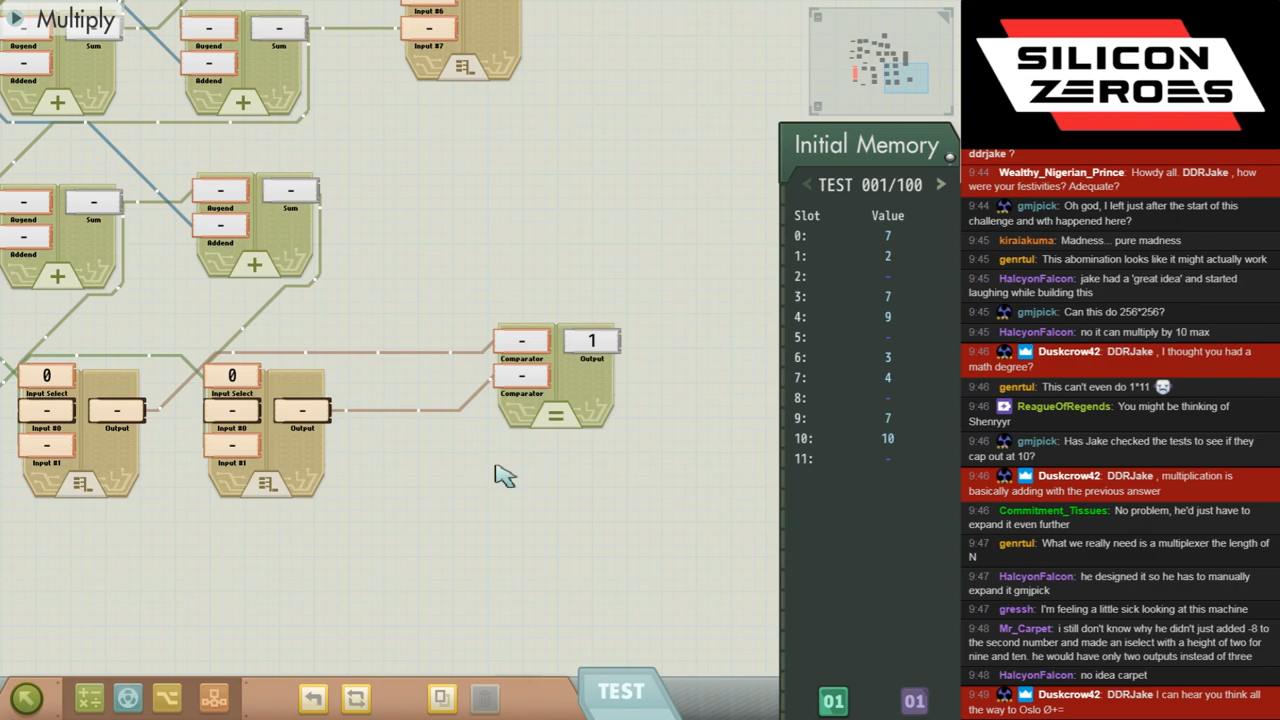 Multiply
Input #6
-
Input #7
-
-
-
-
Augend
Sum
Augend
Sum
-
-
Addend
Addend
-
-
-
-
Augend
Sum
Augend
Sum
-
-
Addend
Addend
0
0
Input Select
Input Select
-
-
-
-
Input #0
Output
Input #0
Output
-
-
Input #1
Input #1
-
1
Comparator
Output
-
Comparator
=
TEST
Initial Memory
< TEST 001/100 >
Slot Value
0: 7
1: 2
2: -
3: 7
4: 9
5: -
6: 3
7: 4
8: -
9: 7
10: 10
11: -
01 01
SILICON
ZEROES
ddrjake ?
9:44 Wealthy_Nigerian_Prince: Howdy all. DDRJake , how
were your festivities? Adequate?
9:44 gmjpick: Oh god, I left just after the start of this
challenge and wth happened here?
9:45 kiraiakuma: Madness... pure madness
9:45 genrtul: This abomination looks like it might actually work
9:45 HalcyonFalcon: jake had a 'great idea' and started
laughing while building this
9:45 gmjpick: Can this do 256*256?
9:45 HalcyonFalcon: no it can multiply by 10 max
9:46 Duskcrow42: DDRJake , I thought you had a
math degree?
9:46 genrtul: This can't even do 1*11
9:46 ReagueOfRegends: You might be thinking of
Shenryyr
9:46 gmjpick: Has Jake checked the tests to see if they
cap out at 10?
9:46 Duskcrow42: DDRJake , multiplication is
basically adding with the previous answer
9:46 Commitment_Tissues: No problem, he'd just have to
expand it even further
9:47 genrtul: What we really need is a multiplexer the length of
N
9:47 HalcyonFalcon: he designed it so he has to manually
expand it gmjpick
9:47 gressh: I'm feeling a little sick looking at this machine
9:48 Mr_Carpet: i still don't know why he didn't just added -8 to
the second number and made an iselect with a height of two for
nine and ten. he would have only two outputs instead of three
9:48 HalcyonFalcon: no idea carpet
9:49 Duskcrow42: DDRJake I can hear you think all
the way to Oslo Ø+=